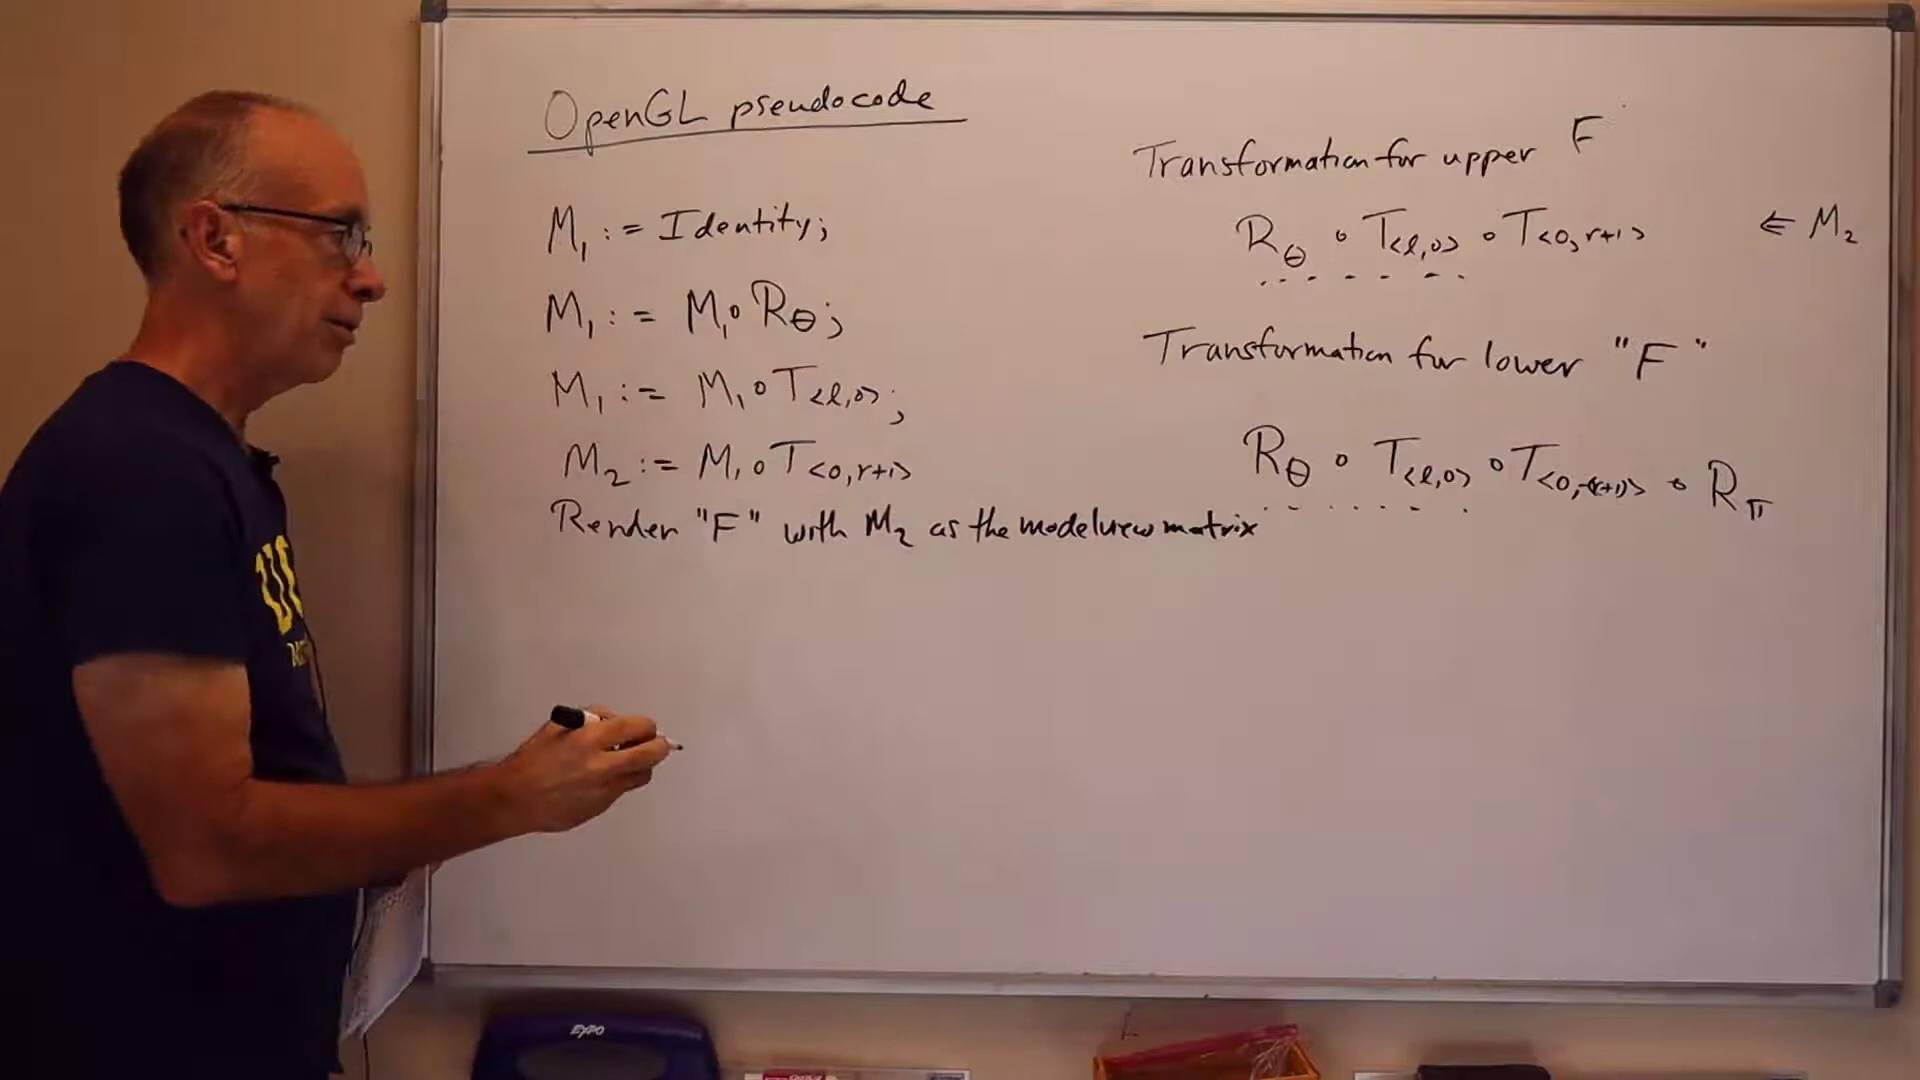 OpenGL pseudocode
M₁ := Identity;
M₁ := M₁∘R_θ;
M₁ := M₁∘T<ℓ,0>;
M₂ := M₁∘T<0,r+1>
Render "F" with M₂ as the modelview matrix
Transformation for upper F
R_θ ∘ T<ℓ,0> ∘ T<0,r+1> ⇐ M₂
Transformation for lower "F"
R_θ ∘ T<ℓ,0> ∘ T<0,-(r+1)> ∘ R_π
EXPO